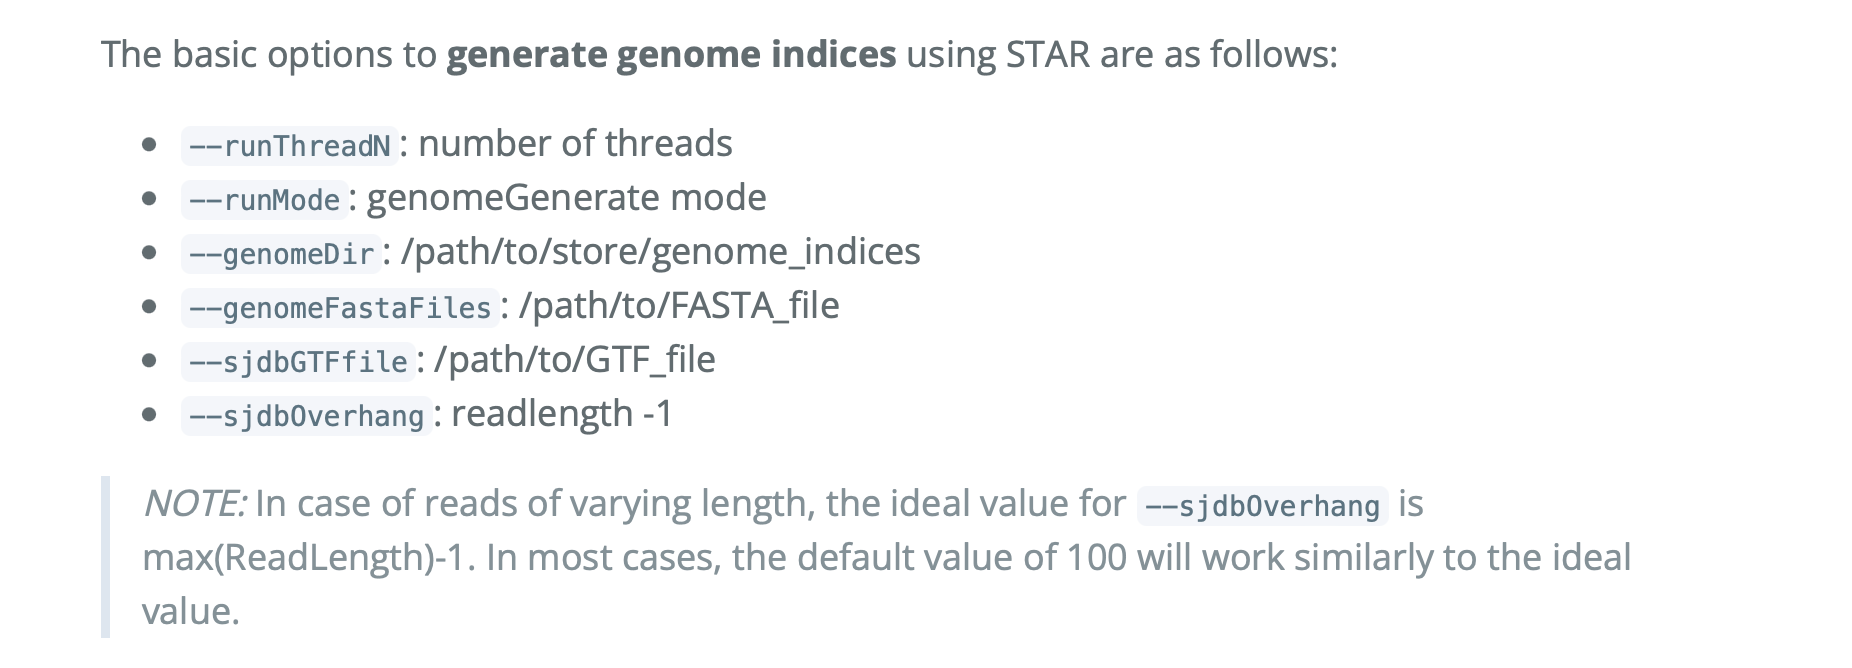 The basic options to generate genome indices using STAR are as follows:
--runThreadN: number of threads
--runMode: genomeGenerate mode
--genomeDir: /path/to/store/genome_indices
--genomeFastaFiles: /path/to/FASTA_file
--sjdbGTFfile: /path/to/GTF_file
--sjdbOverhang: readlength -1
NOTE: In case of reads of varying length, the ideal value for --sjdbOverhang is
max(ReadLength)-1. In most cases, the default value of 100 will work similarly to the ideal
value.